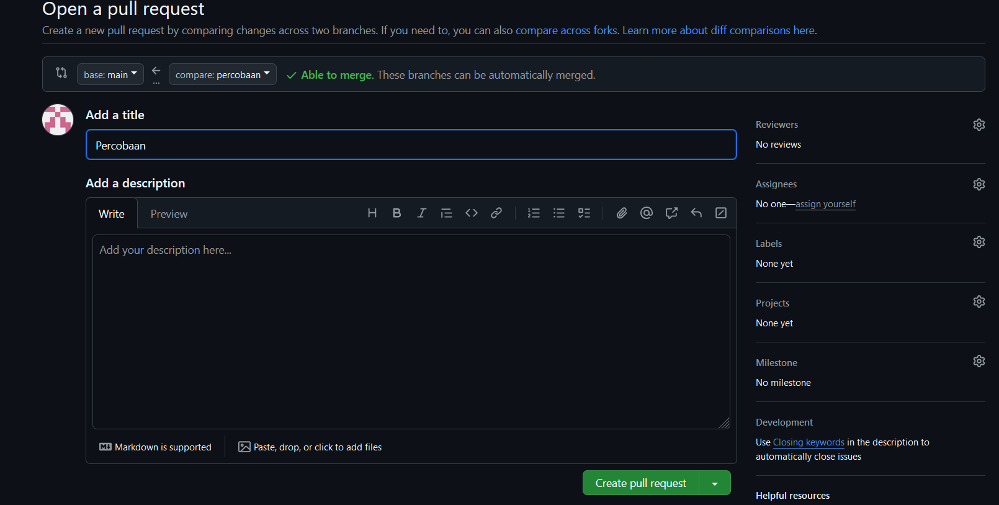 Open a pull request
Create a new pull request by comparing changes across two branches. If you need to, you can also compare across forks. Learn more about diff comparisons here.
base: main
...
compare: percobaan
Able to merge. These branches can be automatically merged.
Add a title
Percobaan
Add a description
Write
Preview
Add your description here...
Markdown is supported
Paste, drop, or click to add files
Create pull request
Reviewers
No reviews
Assignees
No one—assign yourself
Labels
None yet
Projects
None yet
Milestone
No milestone
Development
Use Closing keywords in the description to
automatically close issues
Helpful resources